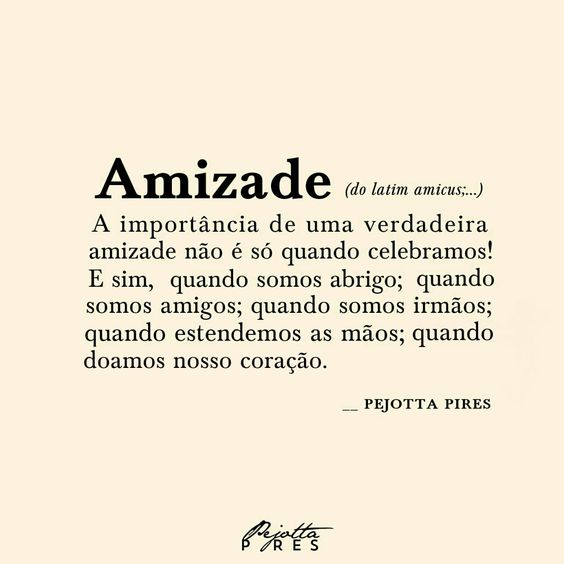 Amizade (do latim amicus;...)
A importância de uma verdadeira
amizade não é só quando celebramos!
E sim, quando somos abrigo; quando
somos amigos; quando somos irmãos;
quando estendemos as mãos; quando
doamos nosso coração.
__ PEJOTTA PIRES
Pejotta
PIRES